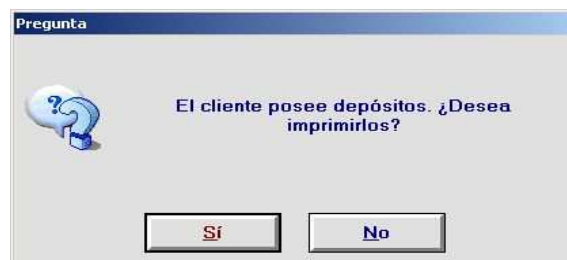 Pregunta
El cliente posee depósitos. ¿Desea
imprimirlos?
Sí
No